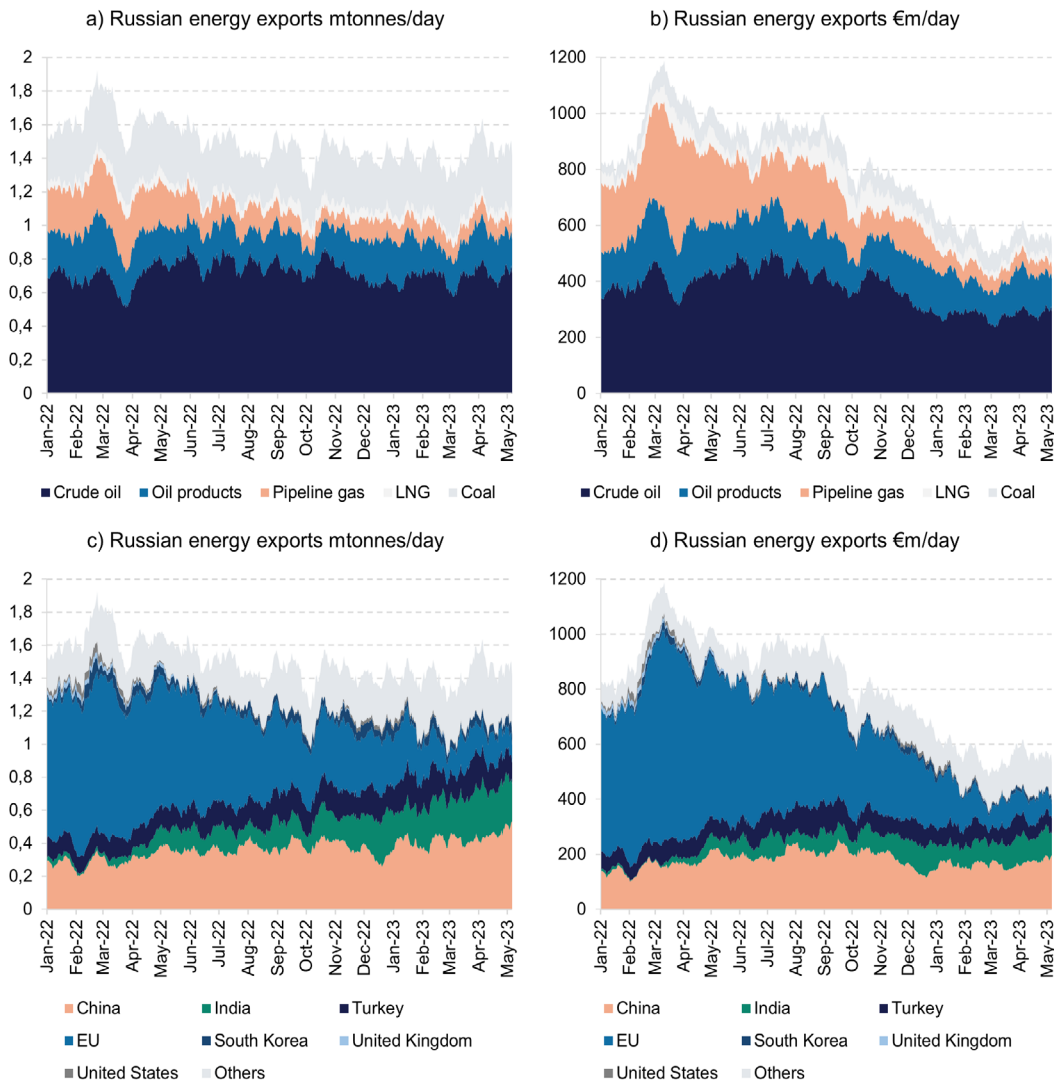 a) Russian energy exports mtonnes/day
2
1,8
1,6
1,4
1,2
1
0,8
0,6
0,4
0,2
0
Jan-22
Feb-22
Mar-22
Apr-22
May-22
Jun-22
Jul-22
Aug-22
Sep-22
Oct-22
Nov-22
Dec-22
Jan-23
Feb-23
Mar-23
Apr-23
May-23
Crude oil Oil products Pipeline gas LNG Coal
b) Russian energy exports €m/day
1200
1000
800
600
400
200
0
Jan-22
Feb-22
Mar-22
Apr-22
May-22
Jun-22
Jul-22
Aug-22
Sep-22
Oct-22
Nov-22
Dec-22
Jan-23
Feb-23
Mar-23
Apr-23
May-23
Crude oil Oil products Pipeline gas LNG Coal
c) Russian energy exports mtonnes/day
2
1,8
1,6
1,4
1,2
1
0,8
0,6
0,4
0,2
0
Jan-22
Feb-22
Mar-22
Apr-22
May-22
Jun-22
Jul-22
Aug-22
Sep-22
Oct-22
Nov-22
Dec-22
Jan-23
Feb-23
Mar-23
Apr-23
May-23
China India Turkey
EU South Korea United Kingdom
United States Others
d) Russian energy exports €m/day
1200
1000
800
600
400
200
0
Jan-22
Feb-22
Mar-22
Apr-22
May-22
Jun-22
Jul-22
Aug-22
Sep-22
Oct-22
Nov-22
Dec-22
Jan-23
Feb-23
Mar-23
Apr-23
May-23
China India Turkey
EU South Korea United Kingdom
United States Others